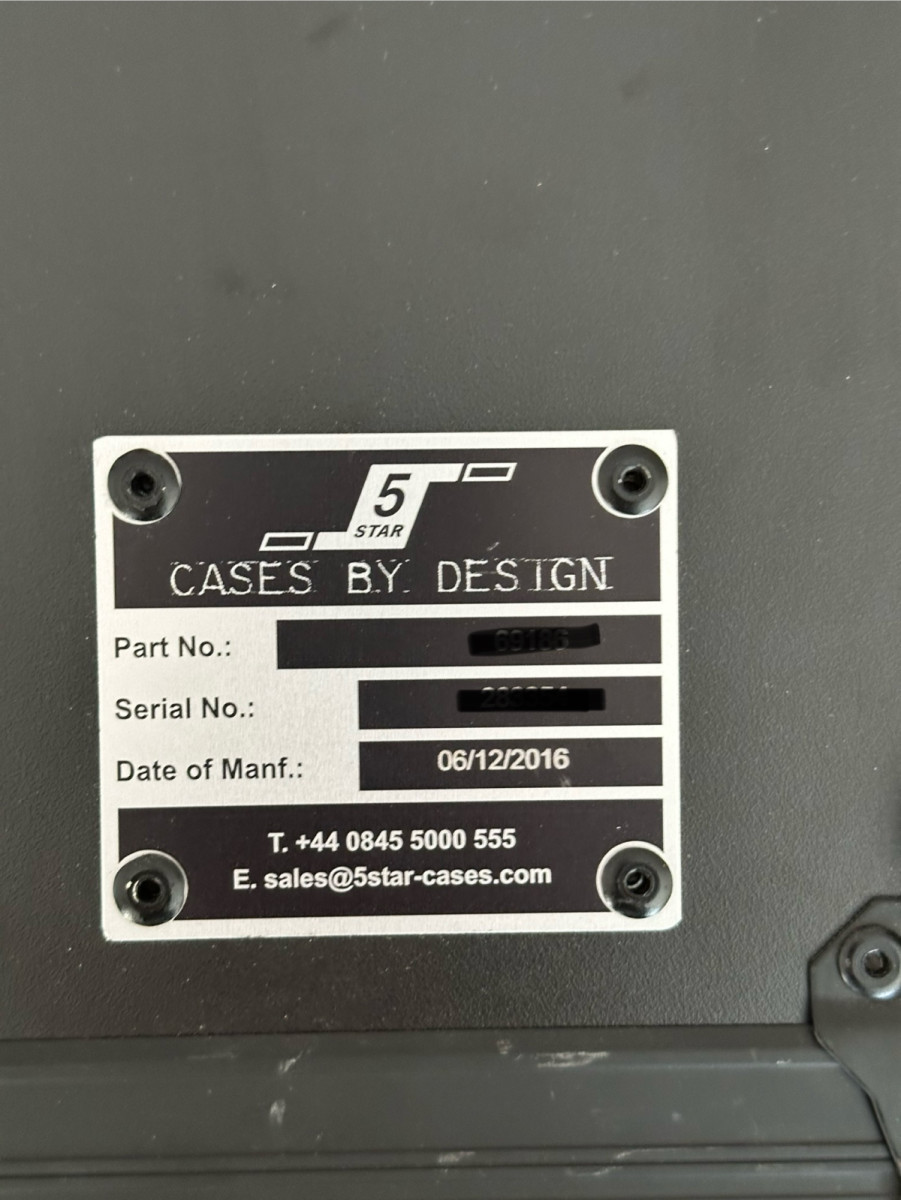 5
STAR
CASES BY DESIGN
Part No.:
Serial No.:
Date of Manf.: 06/12/2016
T. +44 0845 5000 555
E. sales@5star-cases.com